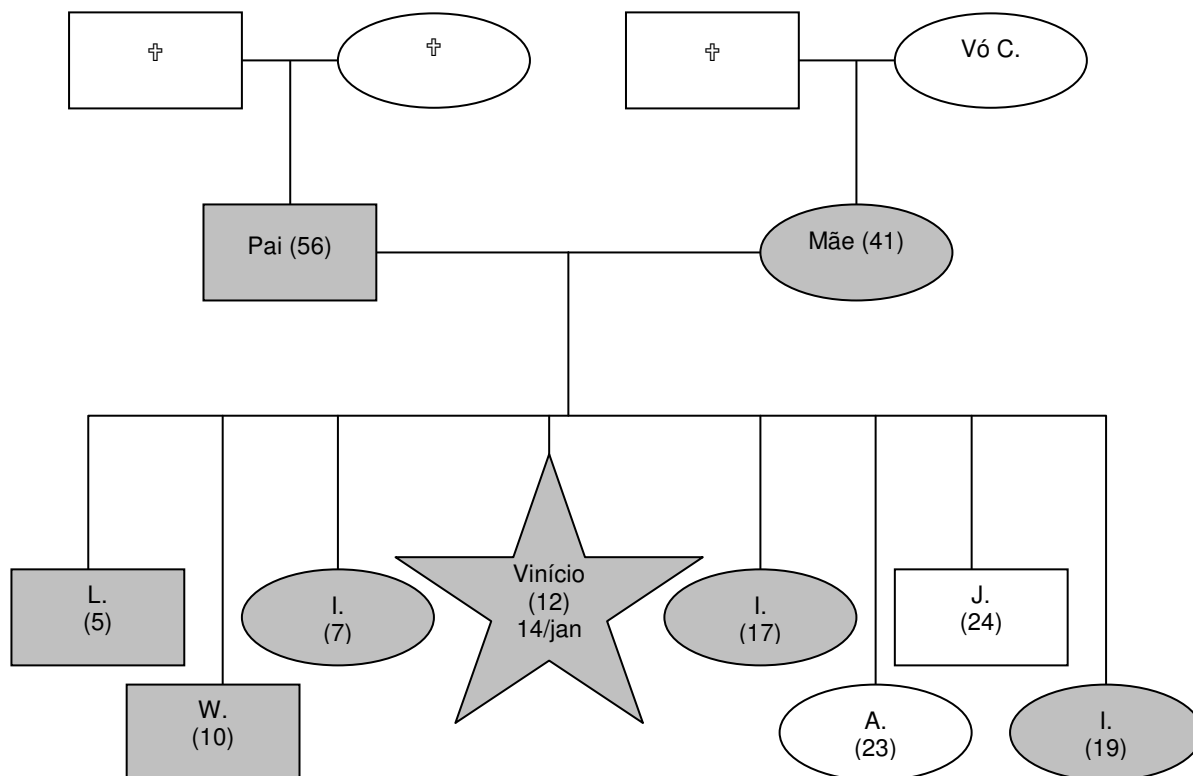 ✞
✞
✞
Vó C.
Pai (56)
Mãe (41)
L.
(5)
W.
(10)
I.
(7)
Vinício
(12)
14/jan
I.
(17)
A.
(23)
J.
(24)
I.
(19)